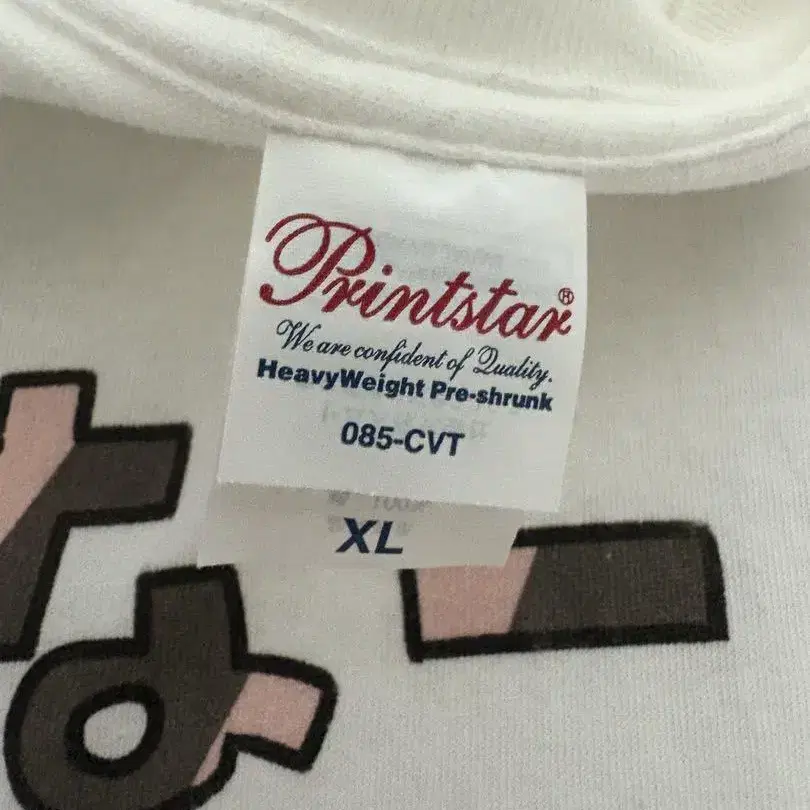 Printstar®
We are confident of Quality.
HeavyWeight Pre-shrunk
085-CVT
XL